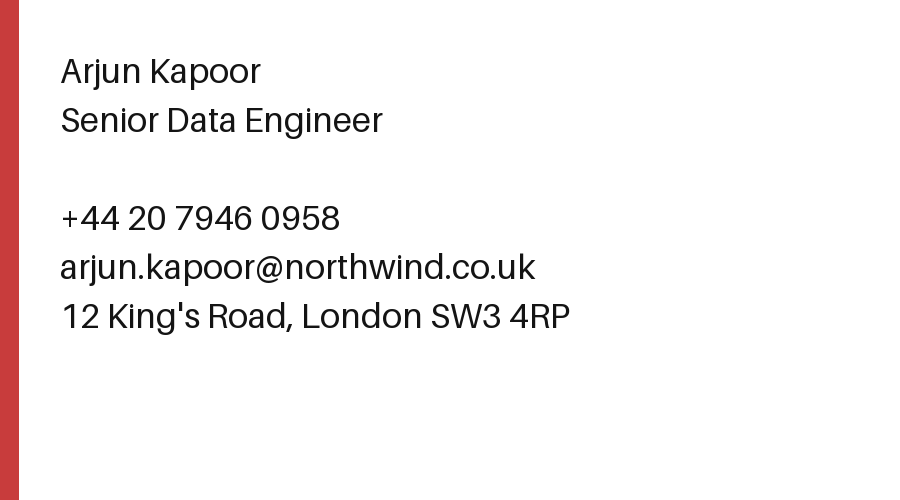 Arjun Kapoor
Senior Data Engineer
+44 20 7946 0958
arjun.kapoor@northwind.co.uk
12 King's Road, London SW3 4RP